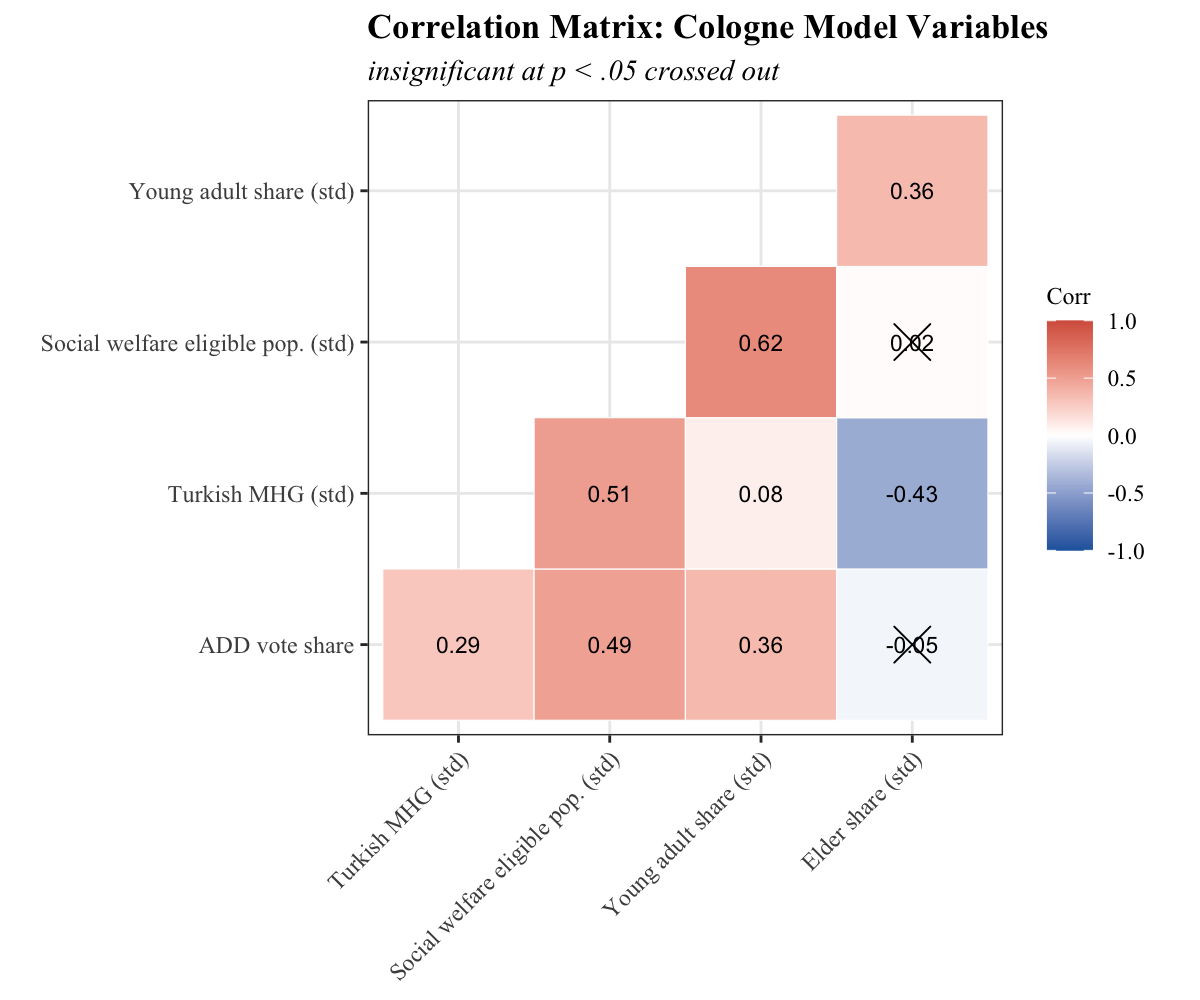 Correlation Matrix: Cologne Model Variables
insignificant at p < .05 crossed out
Young adult share (std)
0.36
Social welfare eligible pop. (std)
0.62
0.02
Turkish MHG (std)
0.51
0.08
-0.43
ADD vote share
0.29
0.49
0.36
-0.05
Turkish MHG (std)
Social welfare eligible pop. (std)
Young adult share (std)
Elder share (std)
Corr
1.0
0.5
0.0
-0.5
-1.0